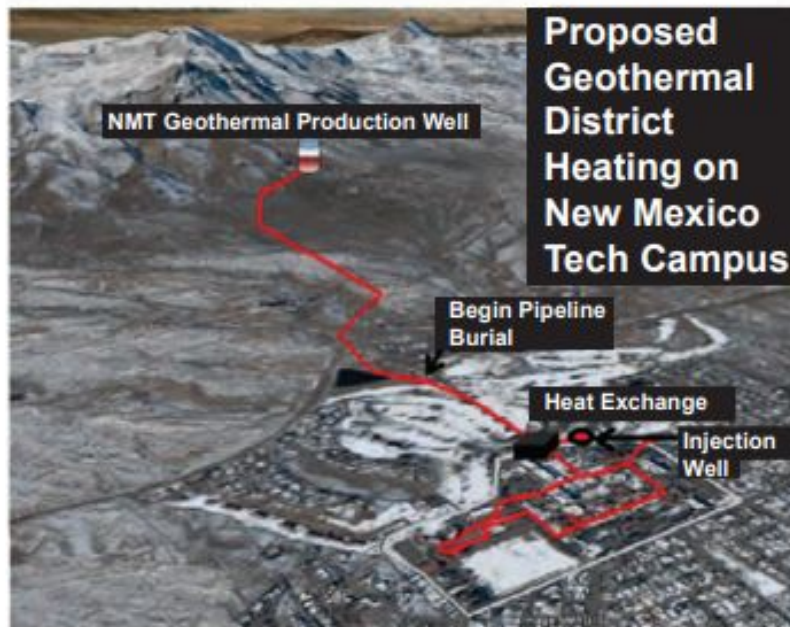 Proposed
Geothermal
District
Heating on
New Mexico
Tech Campus
NMT Geothermal Production Well
Begin Pipeline
Burial
Heat Exchange
Injection
Well